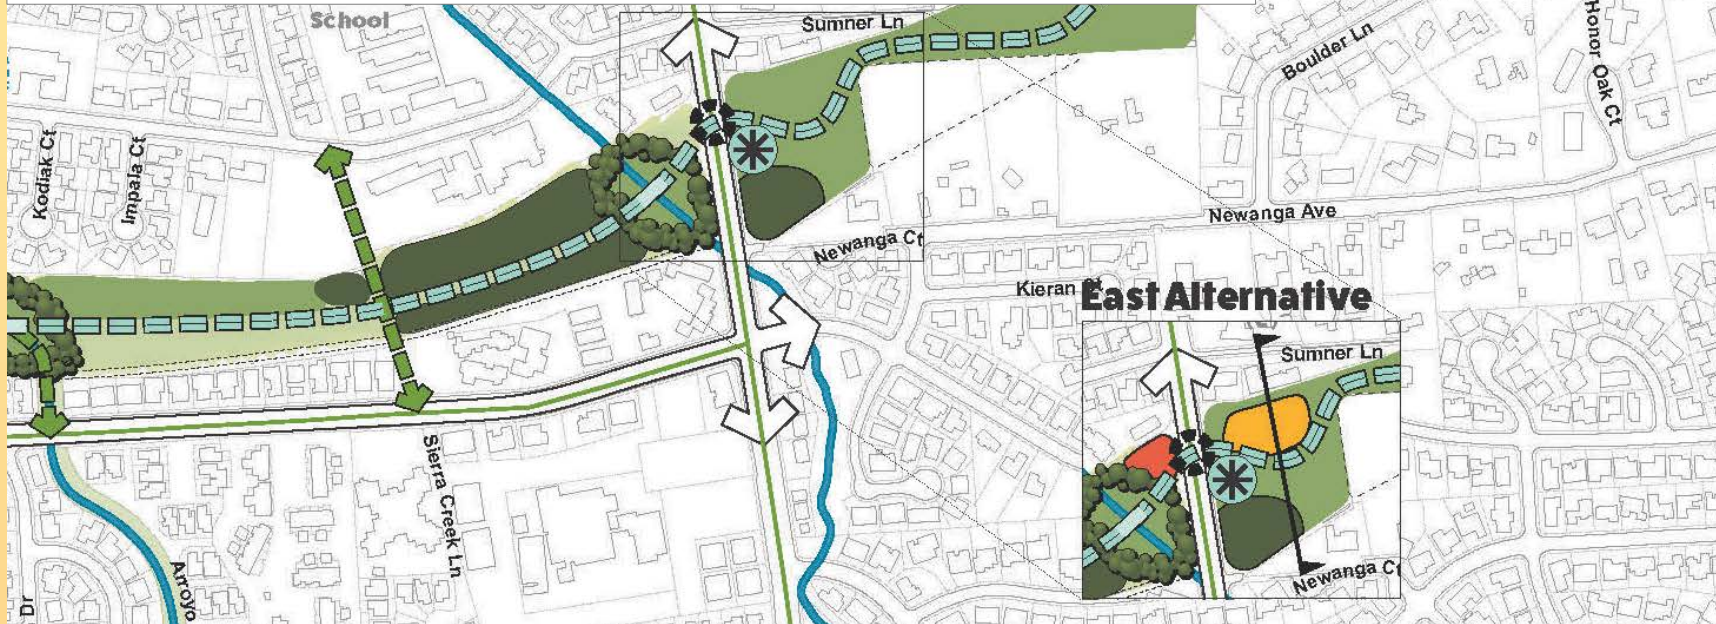 School
Sumner Ln
Boulder Ln
Honor Oak Ct
Kodiak Ct
Impala Ct
Newanga Ave
Newanga Ct
Kieran
East Alternative
Sumner Ln
Sierra Creek Ln
Newanga Ct
Arroyo
Dr